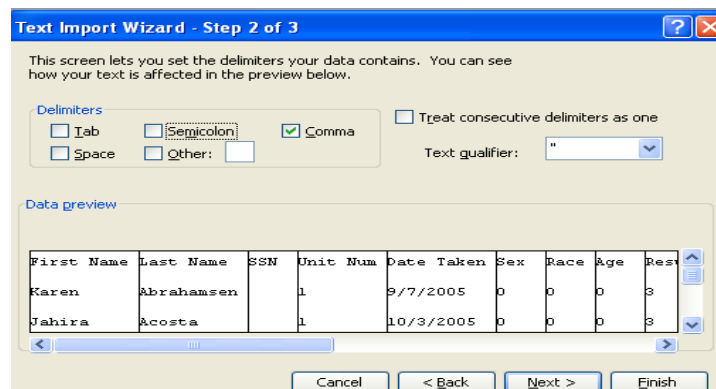 Text Import Wizard - Step 2 of 3
This screen lets you set the delimiters your data contains. You can see
how your text is affected in the preview below.
Delimiters
Tab Semicolon Comma
Space Other:
Treat consecutive delimiters as one
Text qualifier: "
Data preview
First Name Last Name SSN Unit Num Date Taken Sex Race Age
Karen Abrahamsen 1 9/7/2005 0 0 0 3
Jahira Acosta 1 10/3/2005 0 0 0 3
Cancel < Back Next > Finish